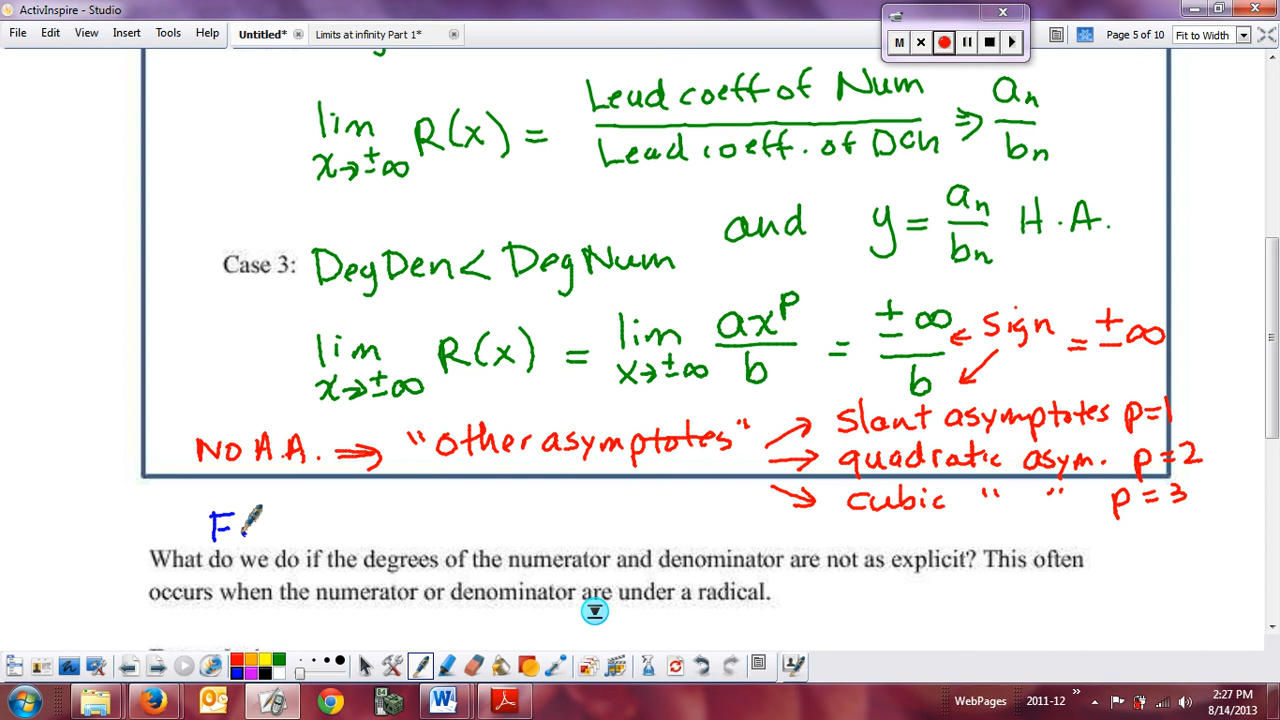 ActivInspire - Studio
File Edit View Insert Tools Help Untitled* Limits at infinity Part 1* M Page 5 of 10 Fit to Width
lim x→±∞ R(x) = Lead coeff of Num / Lead coeff. of Den ⇒ an/bn
and y = an/bn H.A.
Case 3: DegDen < DegNum
lim x→±∞ R(x) = lim x→±∞ ax^p/b = ±∞/b sign = ±∞
No H.A. ⇒ "Other asymptotes" → slant asymptotes p=1
→ quadratic asym. p=2
→ cubic " " p=3
F
What do we do if the degrees of the numerator and denominator are not as explicit? This often
occurs when the numerator or denominator are under a radical.
WebPages 2011-12 » 2:27 PM
8/14/2013